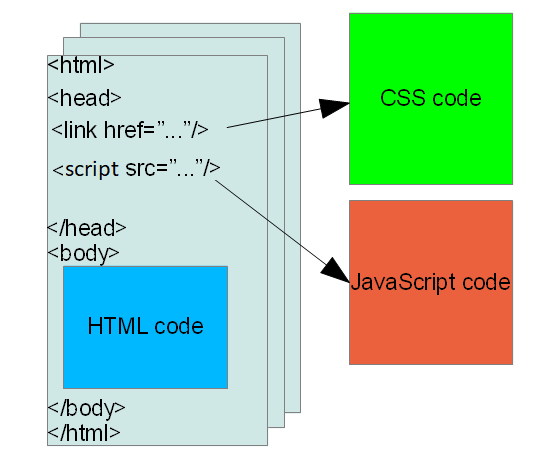 <html>
<head>
<link href=”...”/>
<script src=”...”/>
</head>
<body>
HTML code
</body>
</html>
CSS code
JavaScript code